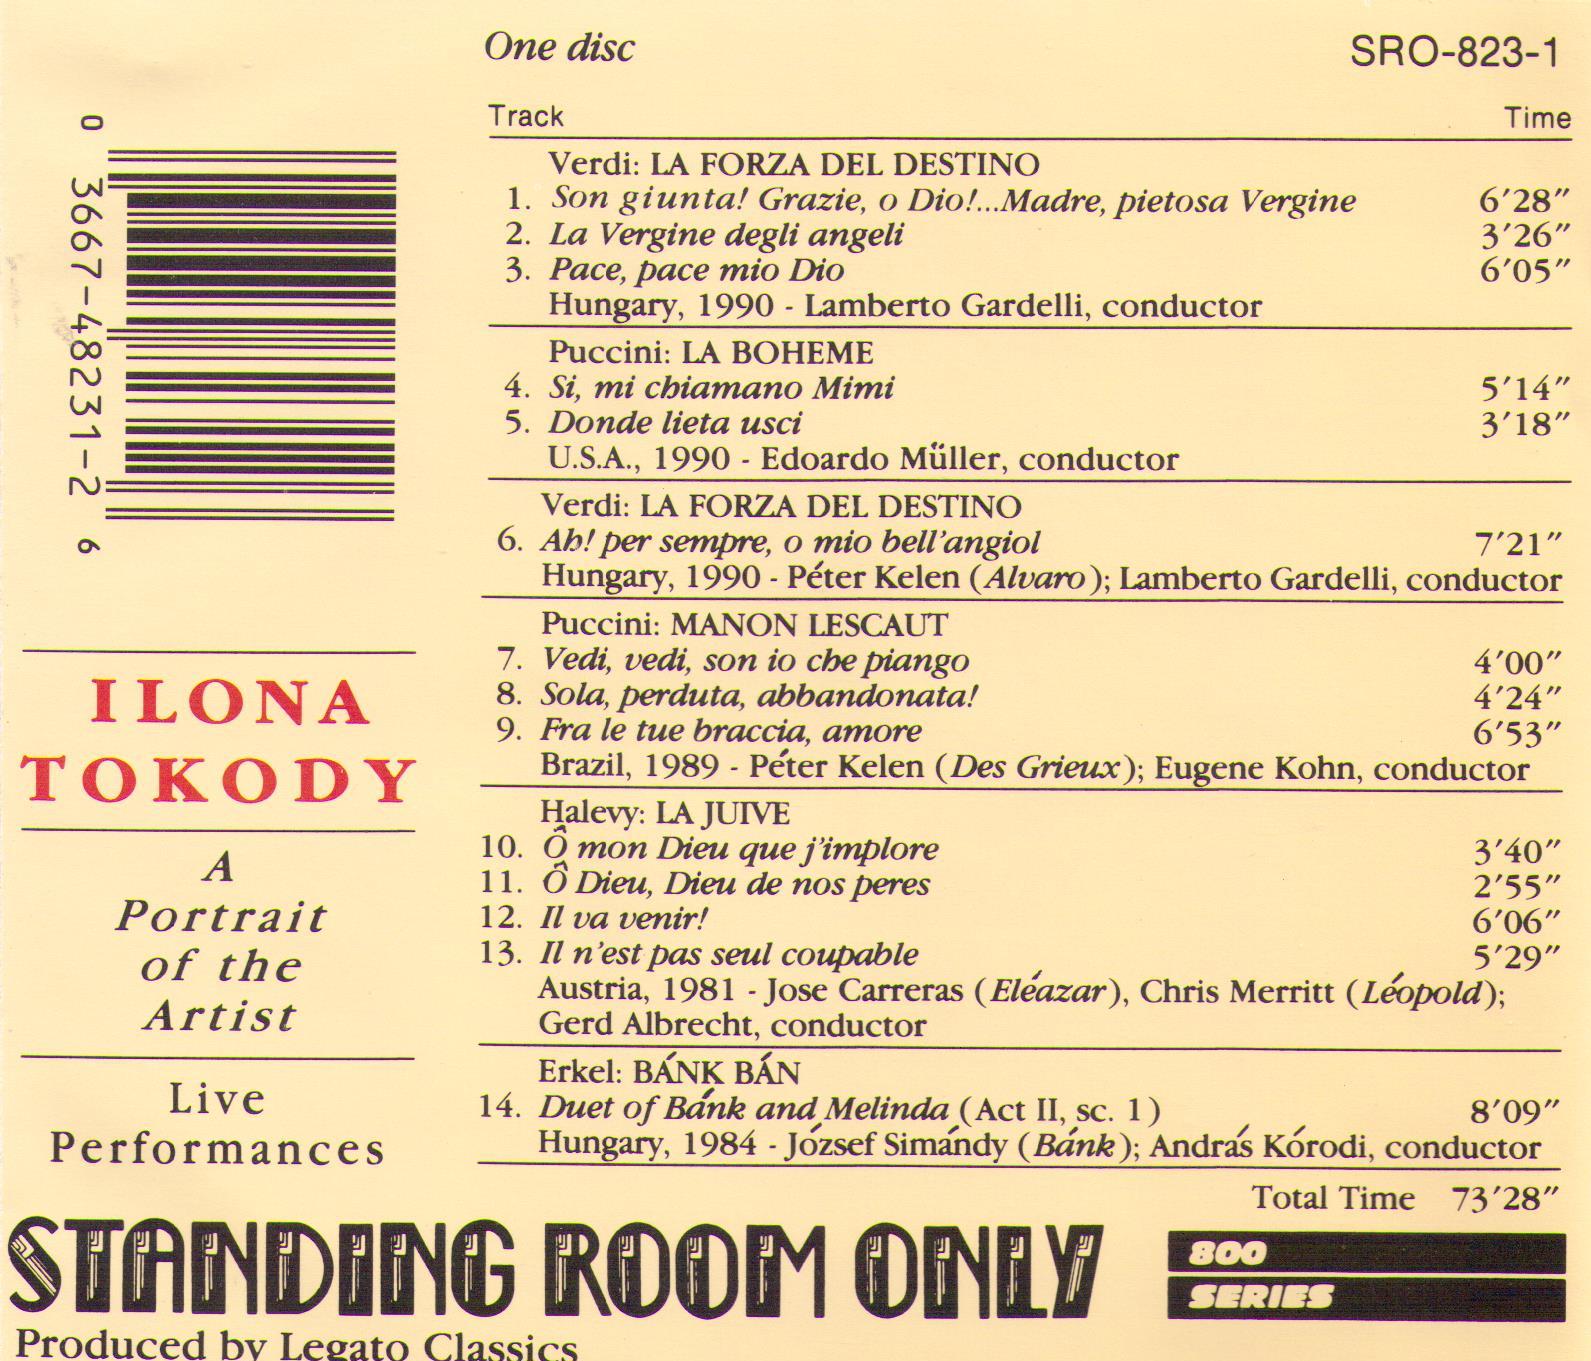 One disc SRO-823-1
Track Time
Verdi: LA FORZA DEL DESTINO
1. Son giunta! Grazie, o Dio!...Madre, pietosa Vergine 6′28″
2. La Vergine degli angeli 3′26″
3. Pace, pace mio Dio 6′05″
Hungary, 1990 - Lamberto Gardelli, conductor
Puccini: LA BOHEME
4. Si, mi chiamano Mimi 5′14″
5. Donde lieta usci 3′18″
U.S.A., 1990 - Edoardo Müller, conductor
Verdi: LA FORZA DEL DESTINO
6. Ah! per sempre, o mio bell'angiol 7′21″
Hungary, 1990 - Péter Kelen (Alvaro); Lamberto Gardelli, conductor
Puccini: MANON LESCAUT
7. Vedi, vedi, son io che piango 4′00″
8. Sola, perduta, abbandonata! 4′24″
9. Fra le tue braccia, amore 6′53″
Brazil, 1989 - Péter Kelen (Des Grieux); Eugene Kohn, conductor
Halevy: LA JUIVE
10. Ô mon Dieu que j'implore 3′40″
11. Ô Dieu, Dieu de nos peres 2′55″
12. Il va venir! 6′06″
13. Il n'est pas seul coupable 5′29″
Austria, 1981 - Jose Carreras (Eléazar), Chris Merritt (Léopold);
Gerd Albrecht, conductor
Erkel: BÁNK BÁN
14. Duet of Bánk and Melinda (Act II, sc. 1) 8′09″
Hungary, 1984 - József Simándy (Bánk); András Kórodi, conductor
Total Time 73′28″
0 3667-48231-2 6
ILONA
TOKODY
A
Portrait
of the
Artist
Live
Performances
STANDING ROOM ONLY
800
SERIES
Produced by Legato Classics